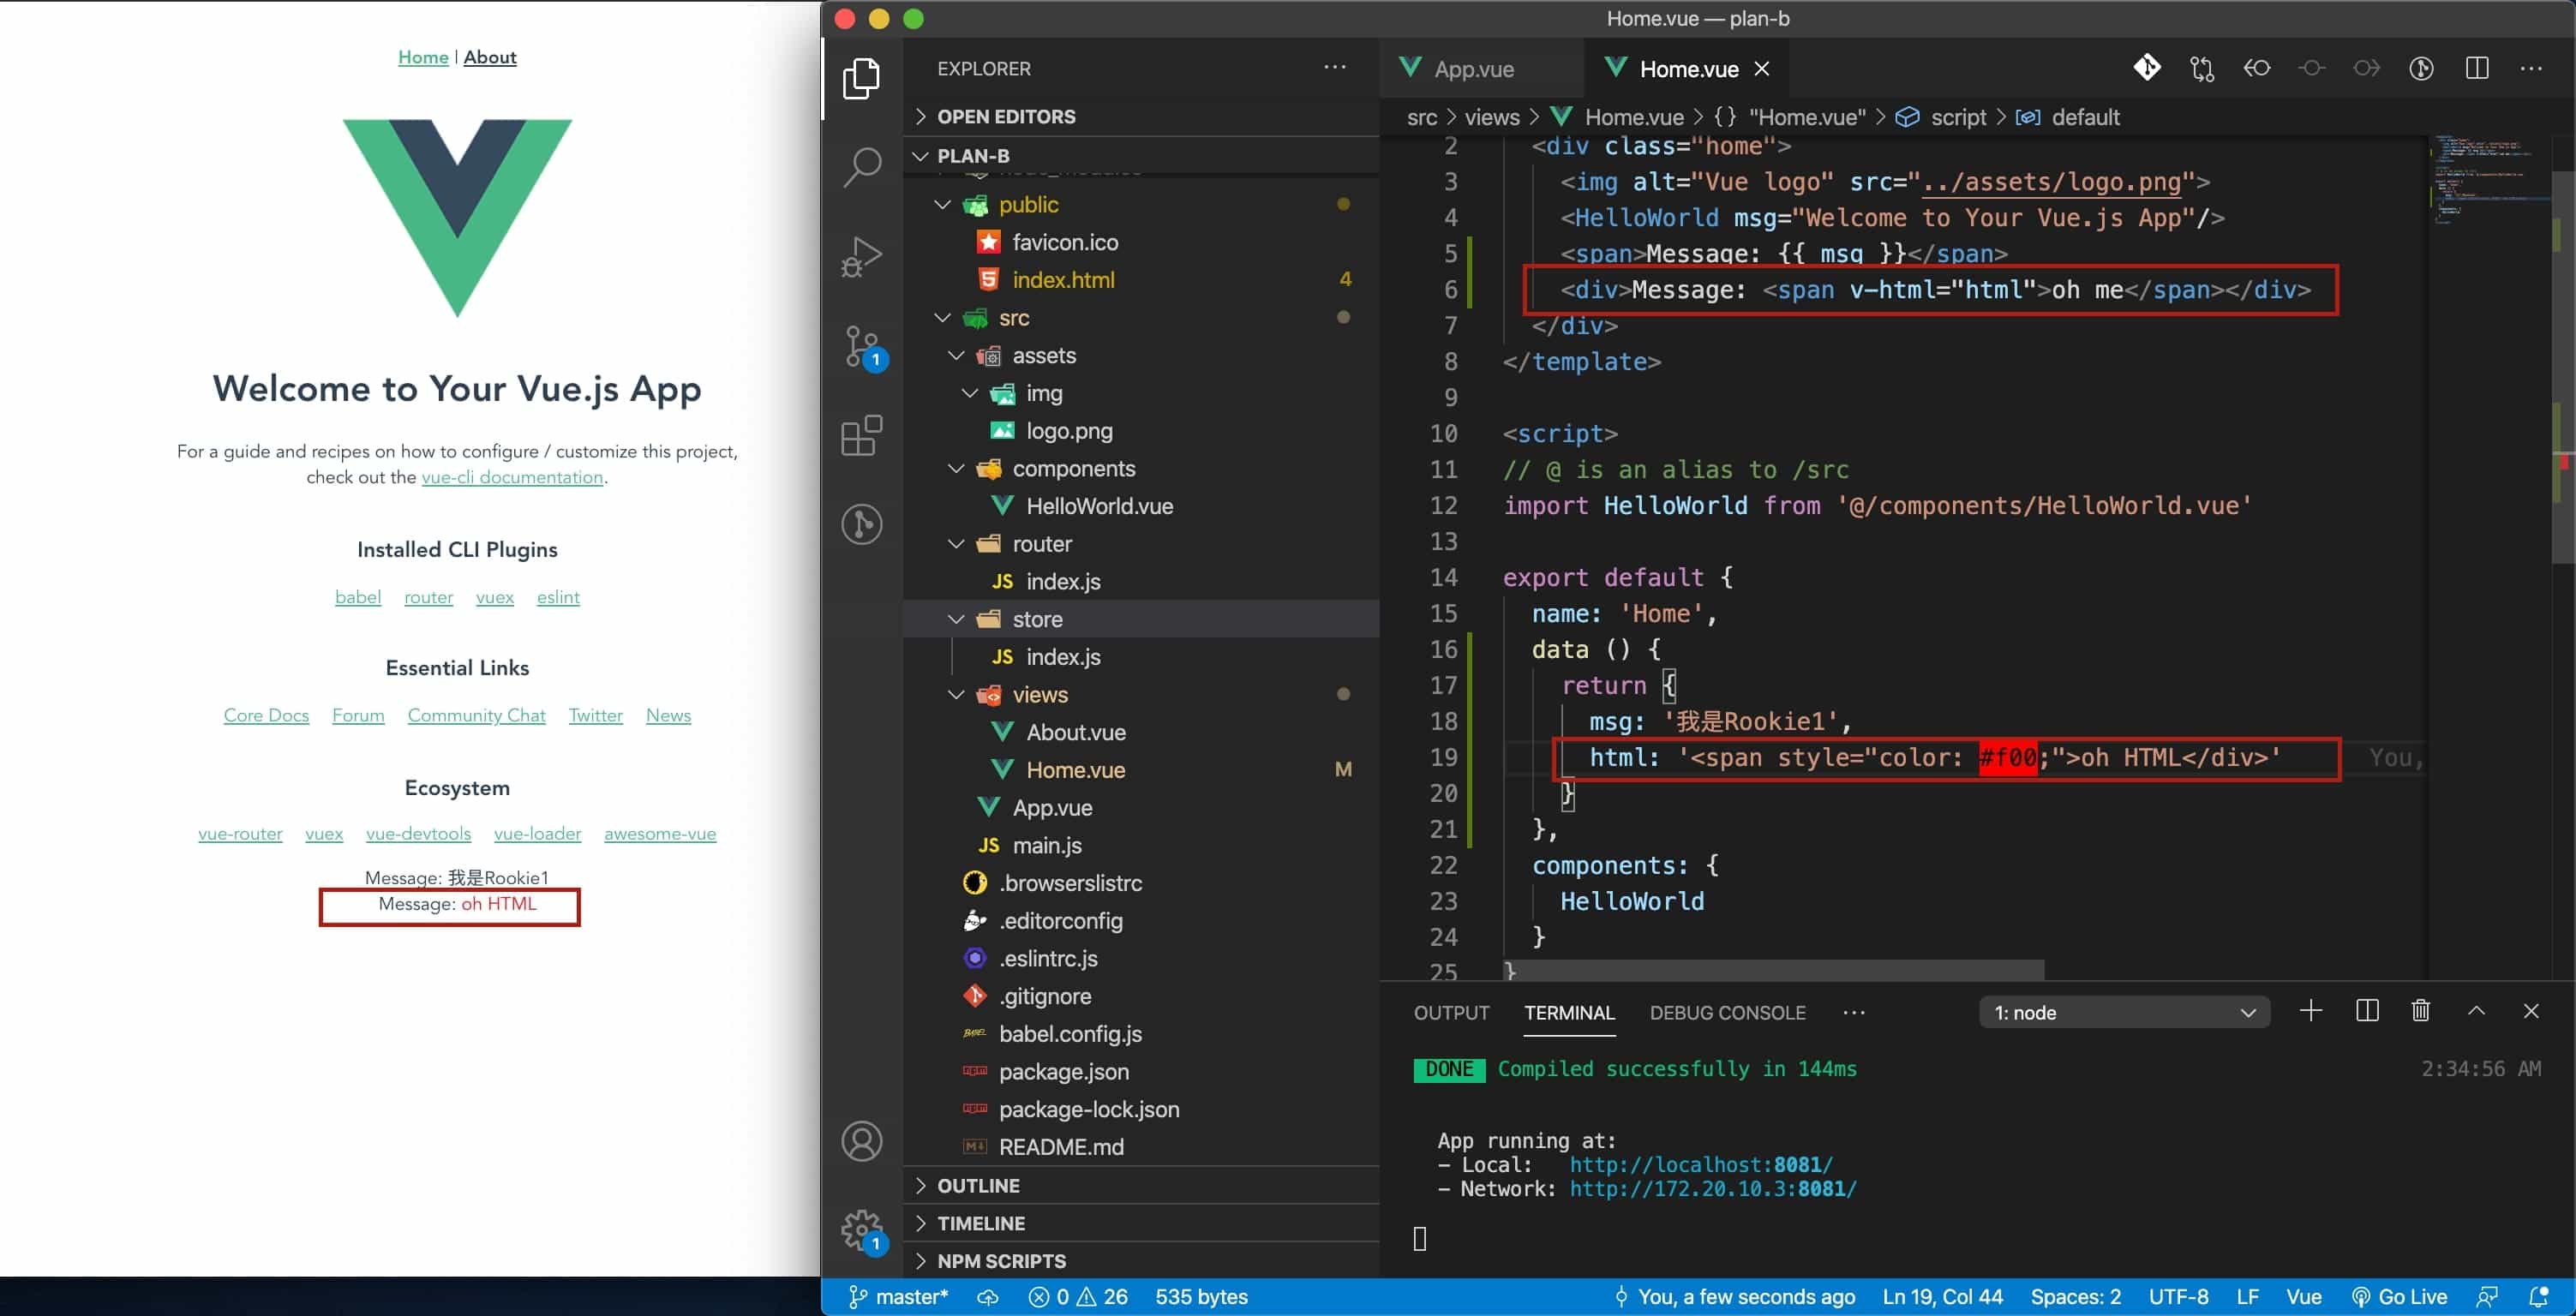 Home | About
Welcome to Your Vue.js App
For a guide and recipes on how to configure / customize this project,
check out the vue-cli documentation.
Installed CLI Plugins
babel router vuex eslint
Essential Links
Core Docs Forum Community Chat Twitter News
Ecosystem
vue-router vuex vue-devtools vue-loader awesome-vue
Message: 我是Rookie1
Message: oh HTML
Home.vue — plan-b
EXPLORER
OPEN EDITORS
PLAN-B
public
favicon.ico
index.html 4
src
assets
img
logo.png
components
HelloWorld.vue
router
JS index.js
store
JS index.js
views
About.vue
Home.vue M
App.vue
JS main.js
.browserslistrc
.editorconfig
.eslintrc.js
.gitignore
babel.config.js
package.json
package-lock.json
README.md
OUTLINE
TIMELINE
NPM SCRIPTS
1
1
App.vue
Home.vue
src > views > Home.vue > {} "Home.vue" > script > default
2 <div class="home">
3 <img alt="Vue logo" src="../assets/logo.png">
4 <HelloWorld msg="Welcome to Your Vue.js App"/>
5 <span>Message: {{ msg }}</span>
6 <div>Message: <span v-html="html">oh me</span></div>
7 </div>
8 </template>
9
10 <script>
11 // @ is an alias to /src
12 import HelloWorld from '@/components/HelloWorld.vue'
13
14 export default {
15 name: 'Home',
16 data () {
17 return {
18 msg: '我是Rookie1',
19 html: '<span style="color: #f00;">oh HTML</div>' You,
20 }
21 },
22 components: {
23 HelloWorld
24 }
25 }
OUTPUT TERMINAL DEBUG CONSOLE ··· 1: node
DONE Compiled successfully in 144ms 2:34:56 AM
App running at:
- Local: http://localhost:8081/
- Network: http://172.20.10.3:8081/
master* 0 26 535 bytes You, a few seconds ago Ln 19, Col 44 Spaces: 2 UTF-8 LF Vue Go Live